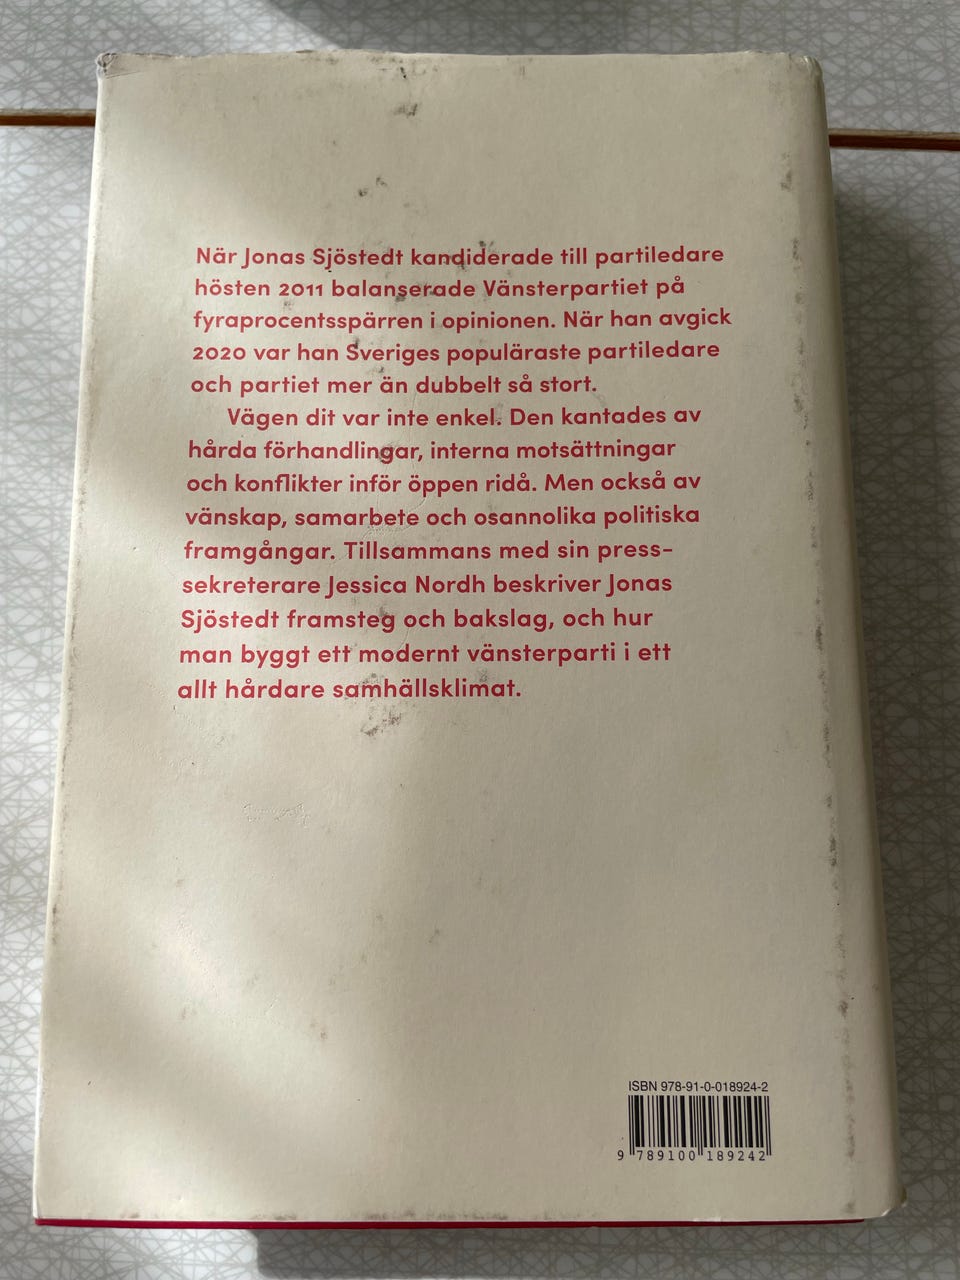 När Jonas Sjöstedt kandiderade till partiledare
hösten 2011 balanserade Vänsterpartiet på
fyraprocentsspärren i opinionen. När han avgick
2020 var han Sveriges populäraste partiledare
och partiet mer än dubbelt så stort.
Vägen dit var inte enkel. Den kantades av
hårda förhandlingar, interna motsättningar
och konflikter inför öppen ridå. Men också av
vänskap, samarbete och osannolika politiska
framgångar. Tillsammans med sin press-
sekreterare Jessica Nordh beskriver Jonas
Sjöstedt framsteg och bakslag, och hur
man byggt ett modernt vänsterparti i ett
allt hårdare samhällsklimat.
ISBN 978-91-0-018924-2
9 789100 189242